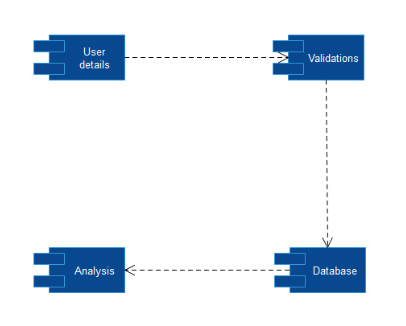 User
details
Validations
Analysis
Database